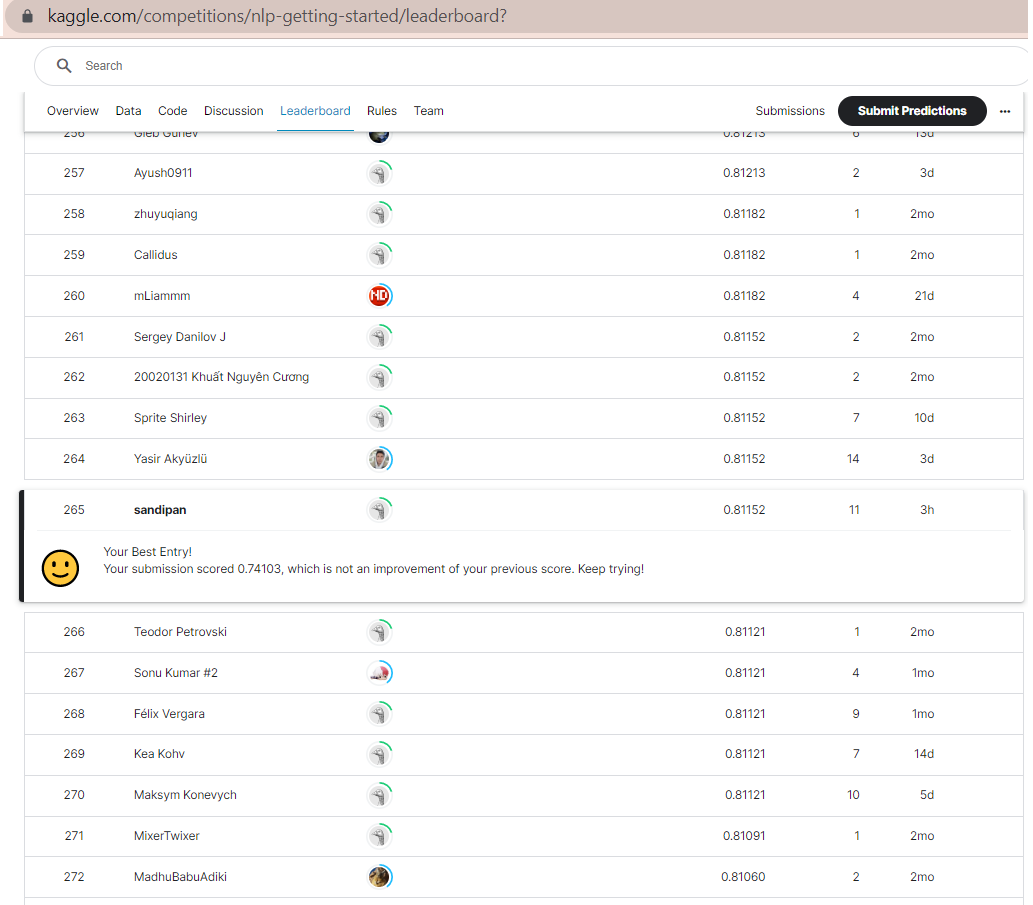 kaggle.com/competitions/nlp-getting-started/leaderboard?
Search
Overview Data Code Discussion Leaderboard Rules Team Submissions Submit Predictions ...
256 Gleb Gunev 0.81213 6 13d
257 Ayush0911 0.81213 2 3d
258 zhuyuqiang 0.81182 1 2mo
259 Callidus 0.81182 1 2mo
260 mLiammm ND 0.81182 4 21d
261 Sergey Danilov J 0.81152 2 2mo
262 20020131 Khuất Nguyên Cương 0.81152 2 2mo
263 Sprite Shirley 0.81152 7 10d
264 Yasir Akyüzlü 0.81152 14 3d
265 sandipan 0.81152 11 3h
Your Best Entry!
Your submission scored 0.74103, which is not an improvement of your previous score. Keep trying!
266 Teodor Petrovski 0.81121 1 2mo
267 Sonu Kumar #2 0.81121 4 1mo
268 Félix Vergara 0.81121 9 1mo
269 Kea Kohv 0.81121 7 14d
270 Maksym Konevych 0.81121 10 5d
271 MixerTwixer 0.81091 1 2mo
272 MadhuBabuAdiki 0.81060 2 2mo